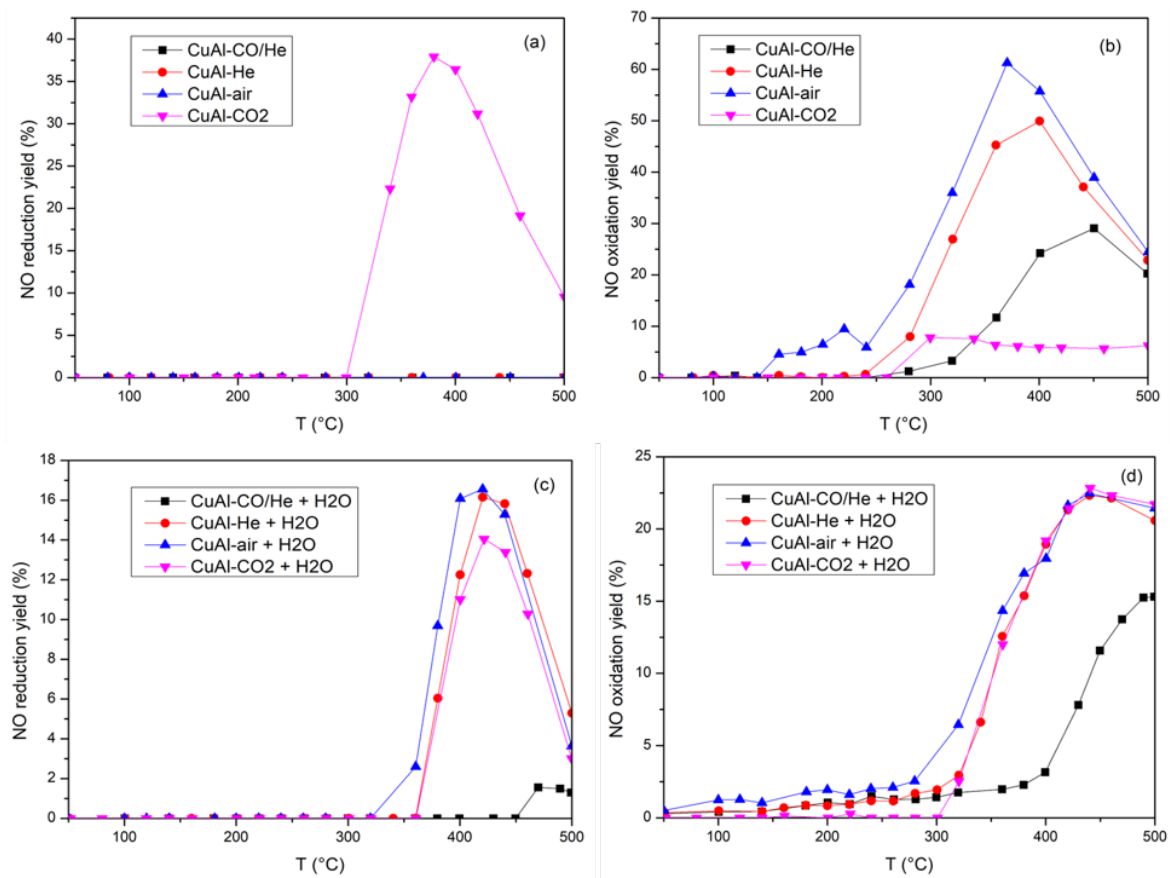 (a)
CuAl-CO/He
CuAl-He
CuAl-air
CuAl-CO2
NO reduction yield (%)
40
35
30
25
20
15
10
5
0
100 200 300 400 500
T (°C)
(b)
CuAl-CO/He
CuAl-He
CuAl-air
CuAl-CO2
NO oxidation yield (%)
70
60
50
40
30
20
10
0
100 200 300 400 500
T (°C)
(c)
CuAl-CO/He + H2O
CuAl-He + H2O
CuAl-air + H2O
CuAl-CO2 + H2O
NO reduction yield (%)
18
16
14
12
10
8
6
4
2
0
100 200 300 400 500
T (°C)
(d)
CuAl-CO/He + H2O
CuAl-He + H2O
CuAl-air + H2O
CuAl-CO2 + H2O
NO oxidation yield (%)
25
20
15
10
5
0
100 200 300 400 500
T (°C)